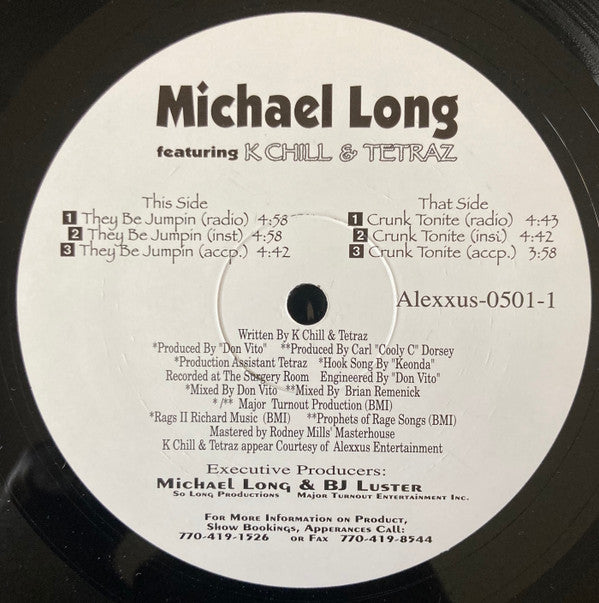 Michael Long
featuring K CHILL & TETRAZ
This Side
1 They Be Jumpin (radio) 4:58
2 They Be Jumpin (inst) 4:58
3 They Be Jumpin (accp.) 4:42
That Side
1 Crunk Tonite (radio) 4:43
2 Crunk Tonite (insi) 4:42
3 Crunk Tonite (accp.) 3:58
Alexxus-0501-1
Written By K Chill & Tetraz
*Produced By "Don Vito" **Produced By Carl "Cooly C" Dorsey
*Production Assistant Tetraz *Hook Song By "Keonda"
Recorded at The Surgery Room Engineered By "Don Vito"
*Mixed By Don Vito **Mixed By Brian Remenick
* /** Major Turnout Production (BMI)
*Rags II Richard Music (BMI) **Prophets of Rage Songs (BMI)
Mastered by Rodney Mills' Masterhouse
K Chill & Tetraz appear Courtesy of Alexxus Entertainment
Executive Producers:
Michael Long & BJ Luster
So Long Productions Major Turnout Entertainment Inc.
For More Information on Product,
Show Bookings, Apperances Call:
770-419-1526 or Fax 770-419-8544